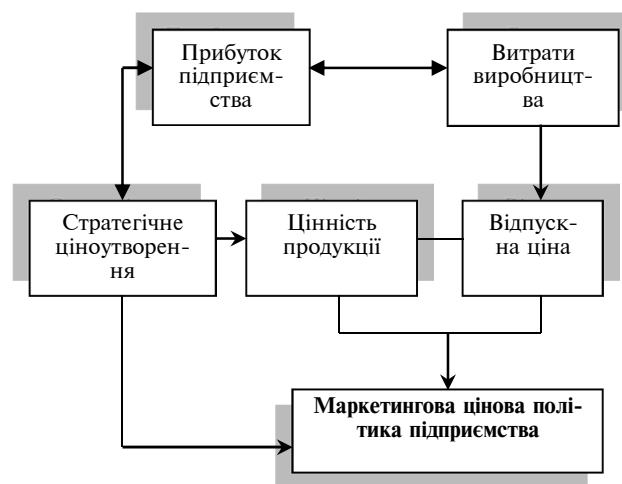 Прибуток
підприєм-
ства
Витрати
виробницт-
ва
Стратегічне
ціноутворен-
ня
Цінність
продукції
Відпуск-
на ціна
Маркетингова цінова полі-
тика підприємства